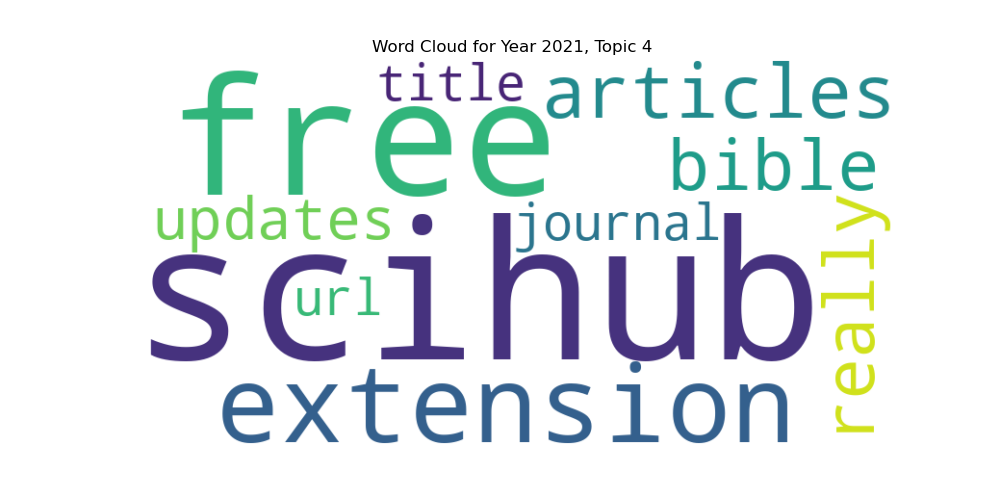 Word Cloud for Year 2021, Topic 4
free
title
articles
bible
updates
journal
really
scihub
url
extension